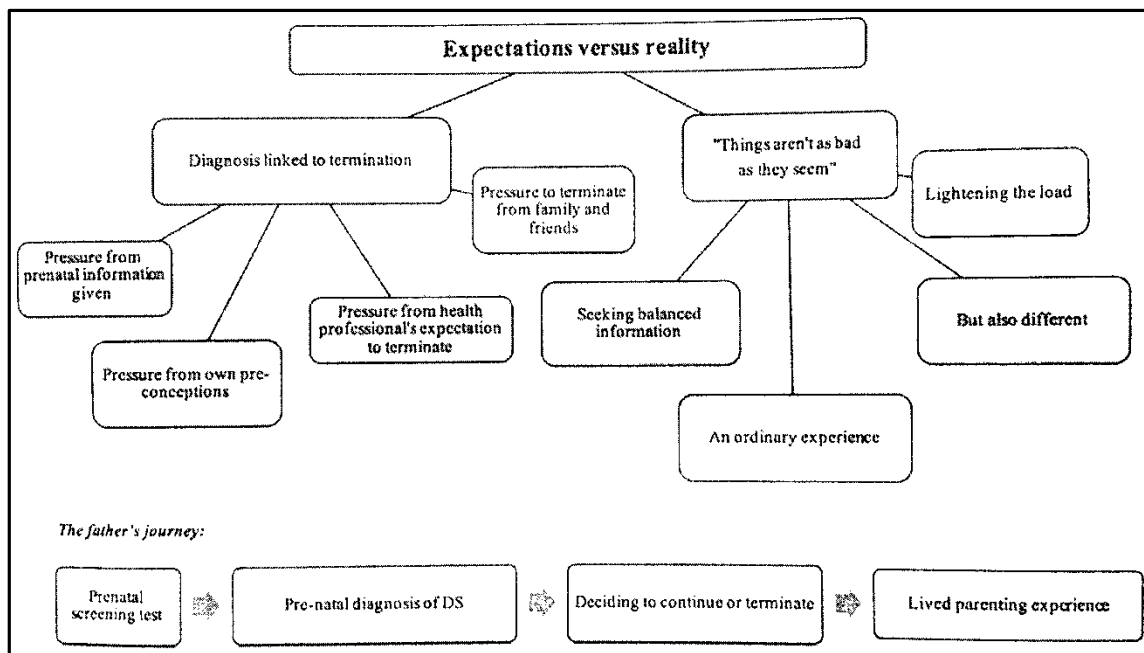 Expectations versus reality
Diagnosis linked to termination
"Things aren't as bad
as they seem"
Pressure to terminate
from family and
friends
Lightening the load
Pressure from
prenatal information
given
Pressure from own pre-
conceptions
Pressure from health
professional's expectation
to terminate
Seeking balanced
information
An ordinary experience
But also different
The father's journey:
Prenatal
screening test
Pre-natal diagnosis of DS
Deciding to continue or terminate
Lived parenting experience